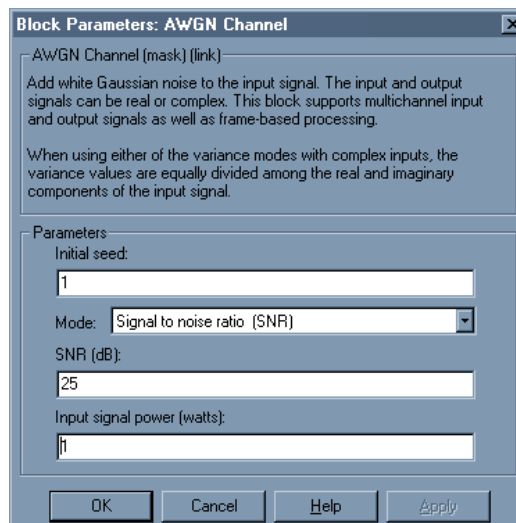 Block Parameters: AWGN Channel
AWGN Channel (mask) (link)
Add white Gaussian noise to the input signal. The input and output
signals can be real or complex. This block supports multichannel input
and output signals as well as frame-based processing.
When using either of the variance modes with complex inputs, the
variance values are equally divided among the real and imaginary
components of the input signal.
Parameters
Initial seed:
1
Mode: Signal to noise ratio (SNR)
SNR (dB):
25
Input signal power (watts):
1
OK Cancel Help Apply